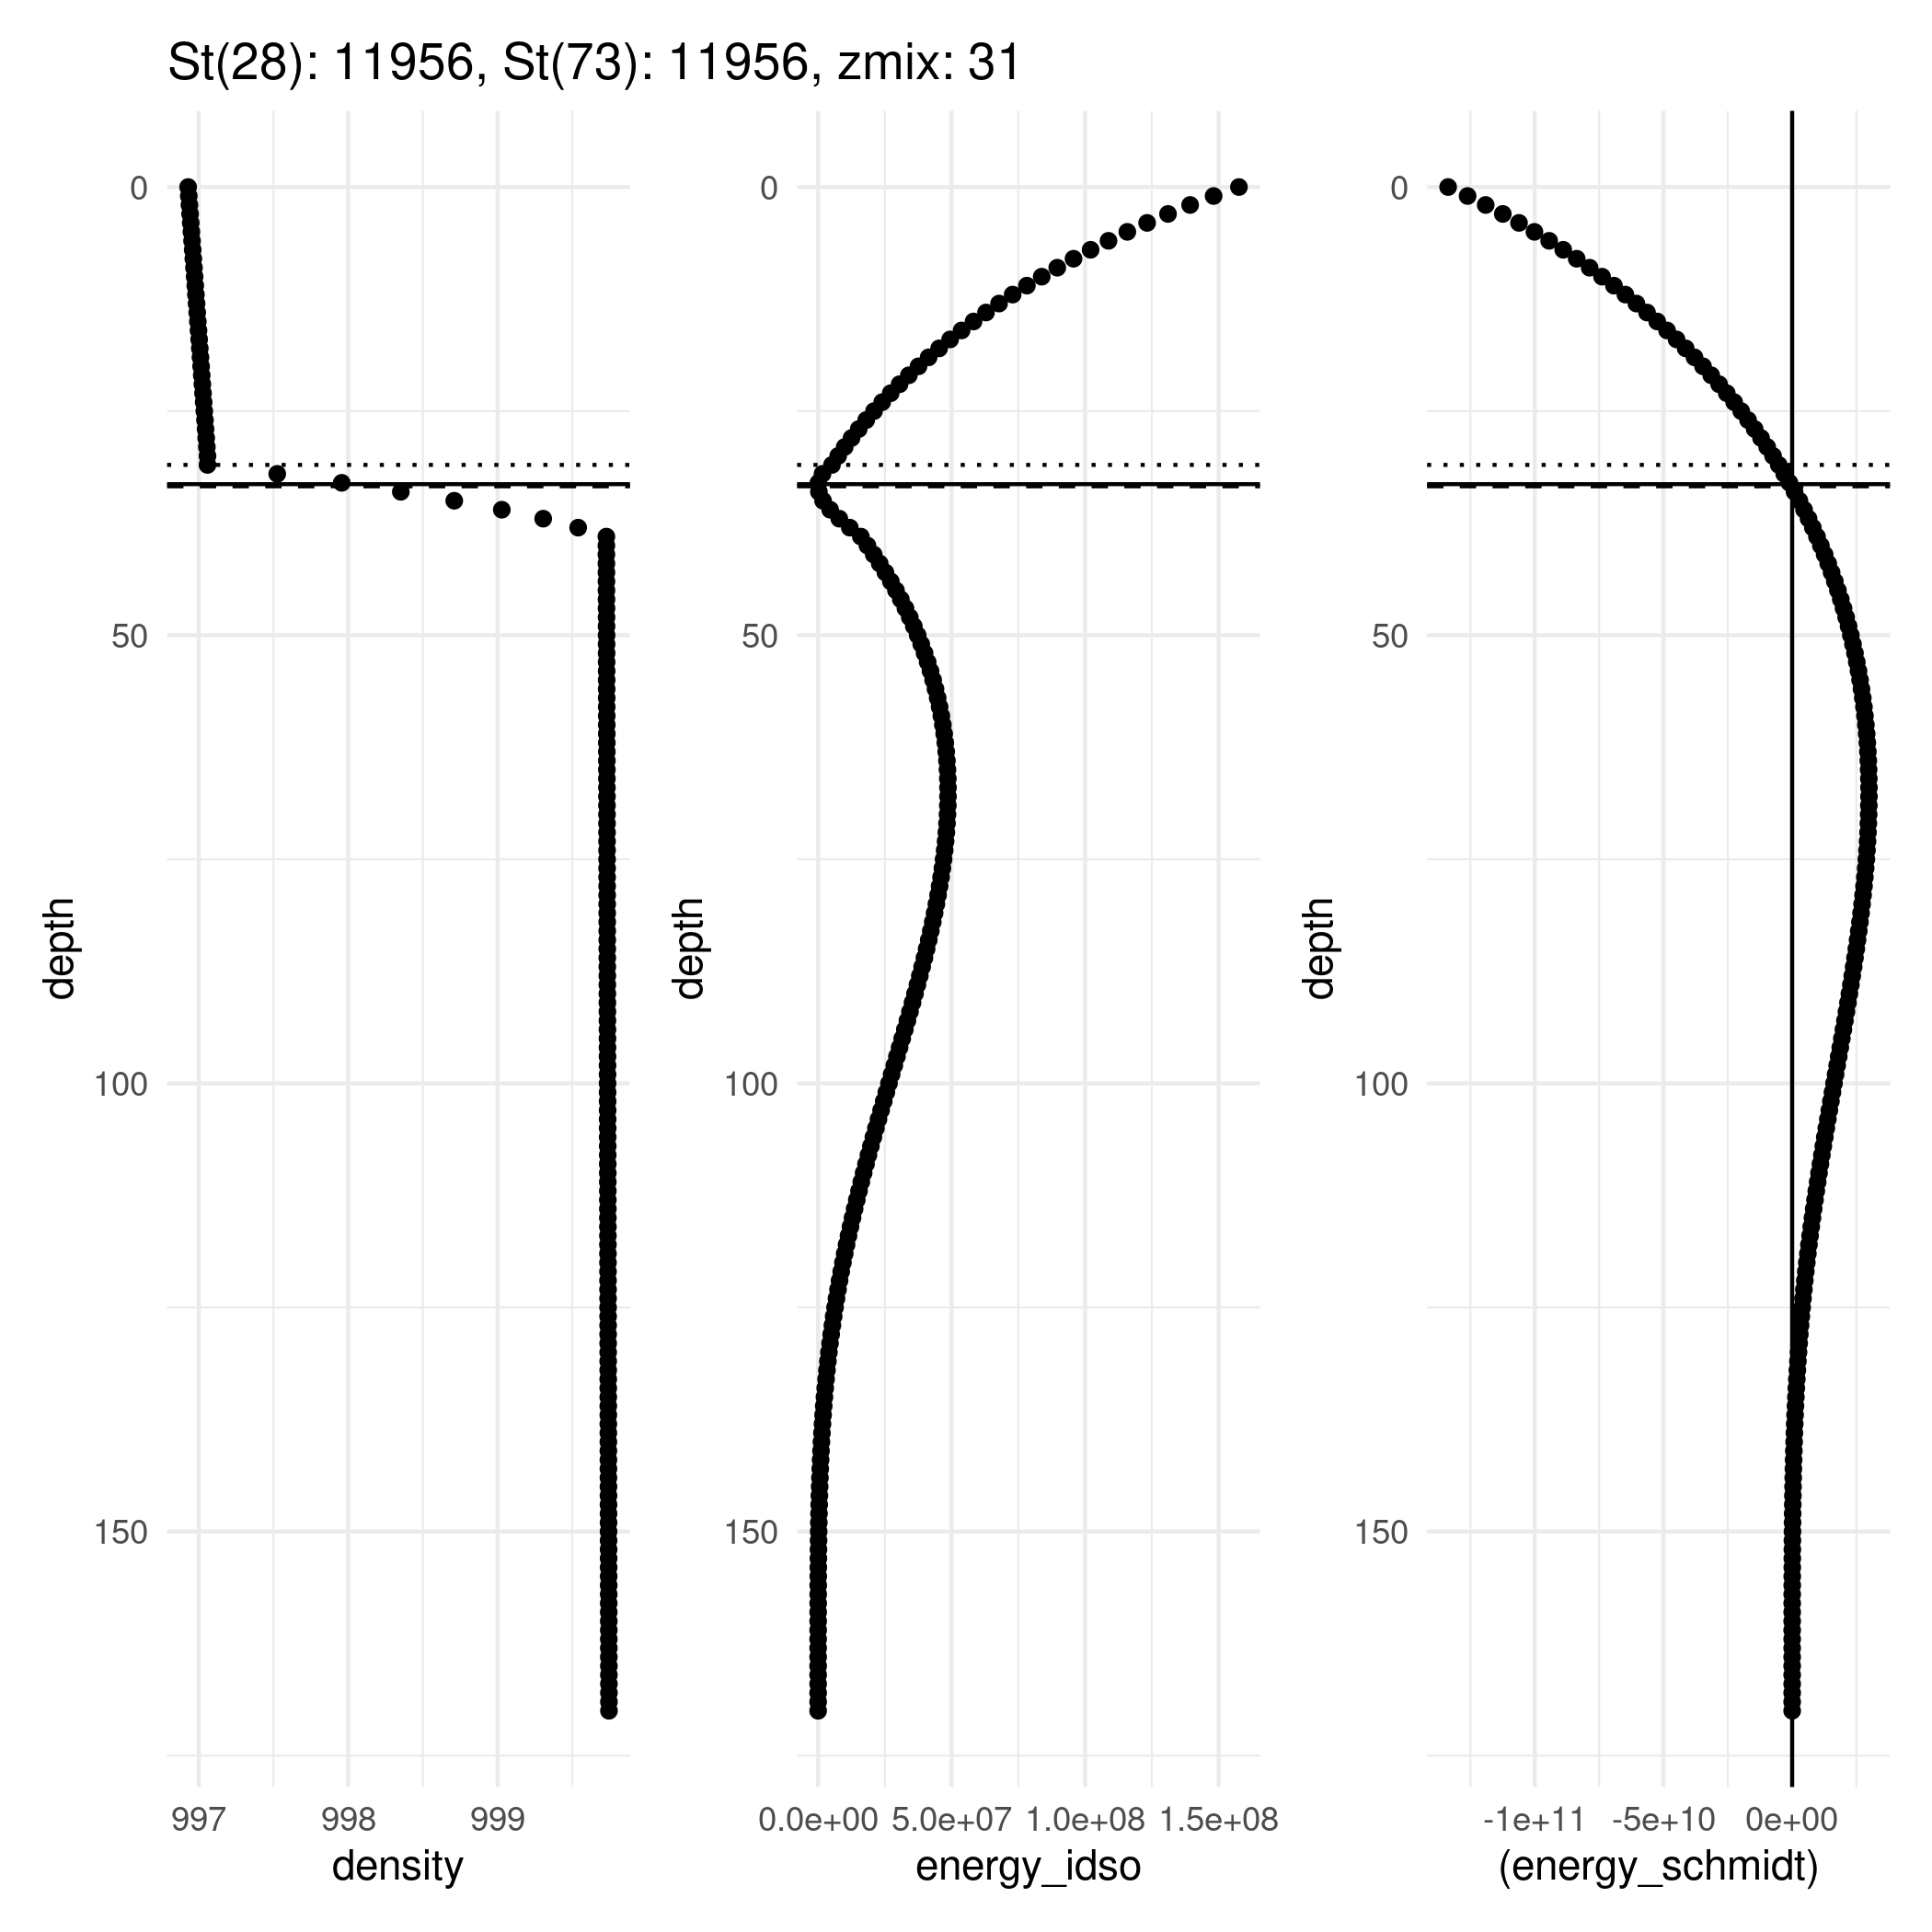 St(28): 11956, St(73): 11956, zmix: 31
depth
0
50
100
150
997 998 999
density
depth
0
50
100
150
0.0e+00 5.0e+07 1.0e+08 1.5e+08
energy_idso
depth
0
50
100
150
-1e+11 -5e+10 0e+00
(energy_schmidt)